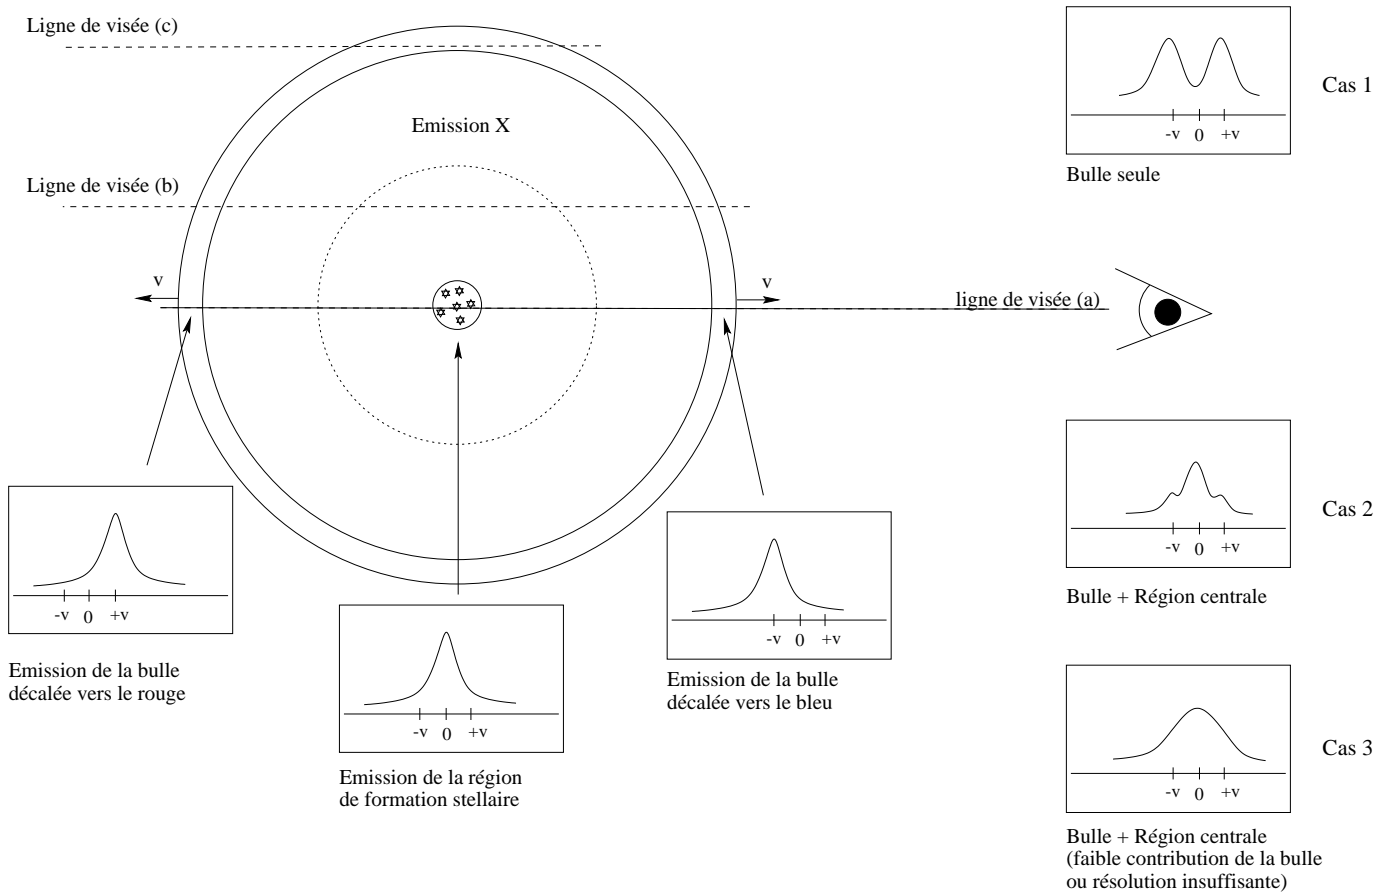 Ligne de visée (c)
Emission X
Ligne de visée (b)
v
v
ligne de visée (a)
-v 0 +v
Cas 1
Bulle seule
-v 0 +v
Cas 2
Bulle + Région centrale
-v 0 +v
Emission de la bulle
décalée vers le rouge
-v 0 +v
Emission de la région
de formation stellaire
-v 0 +v
Emission de la bulle
décalée vers le bleu
-v 0 +v
Cas 3
Bulle + Région centrale
(faible contribution de la bulle
ou résolution insuffisante)